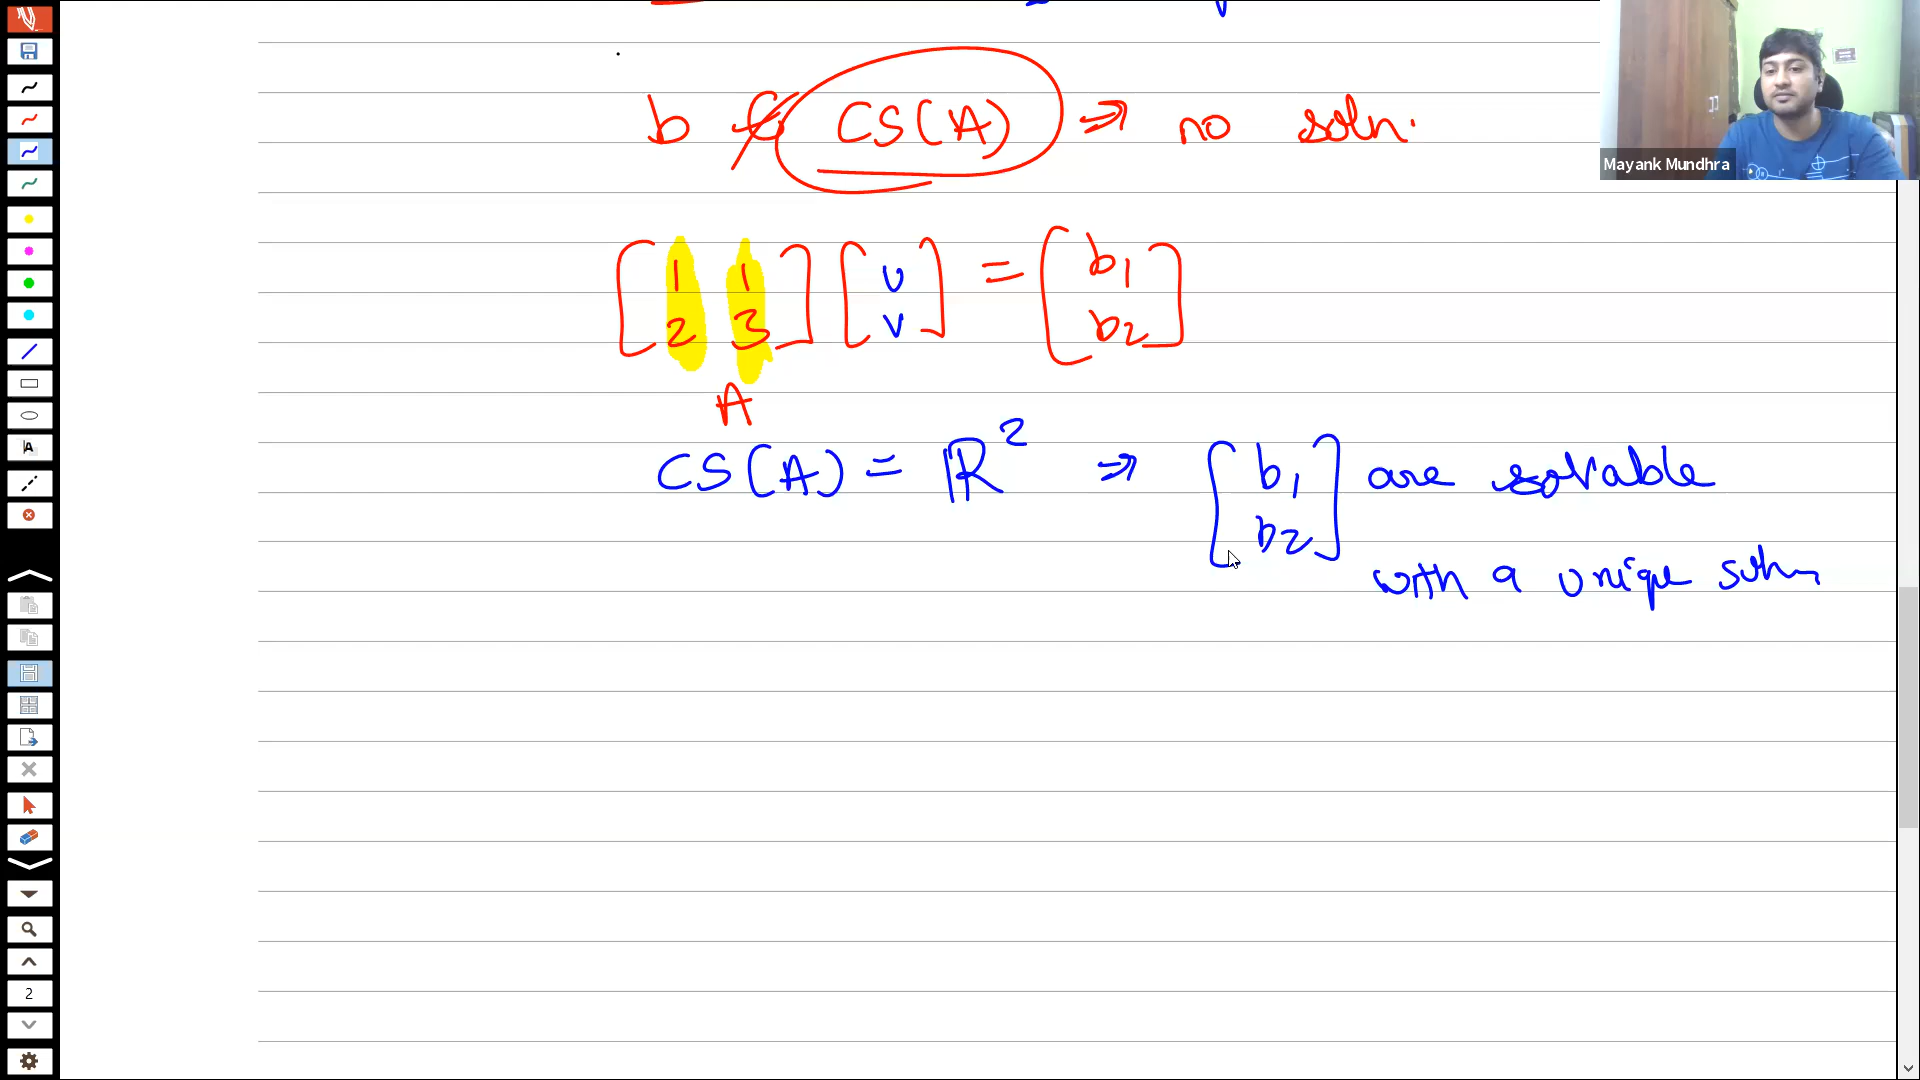 b ∉ CS(A) ⇒ no soln.
Mayank Mundhra
[1 1 [u = [b1
2 3] v] b2]
A
CS(A) = ℝ² ⇒ [b1 are solvable
b2]
with a unique soln
A
2